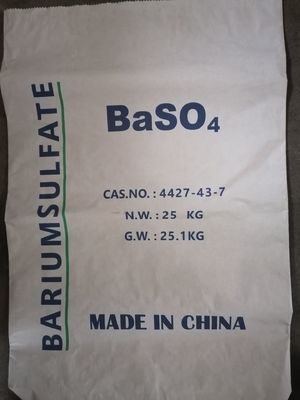 BARIUMSULFATE
BaSO₄
CAS.NO. : 4427-43-7
N.W. : 25 KG
G.W. : 25.1KG
MADE IN CHINA